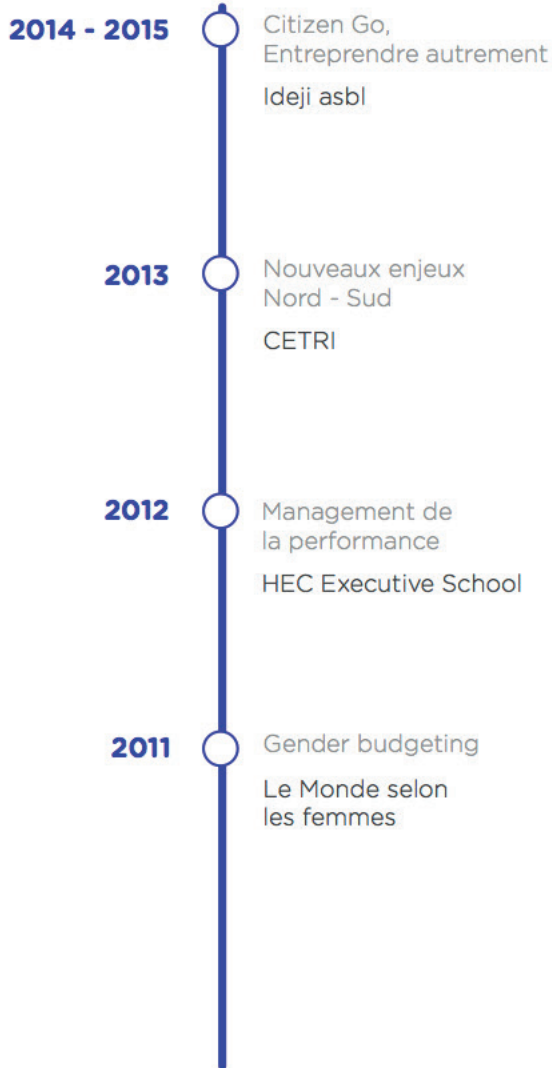 2014 - 2015
Citizen Go,
Entreprendre autrement
Ideji asbl
2013
Nouveaux enjeux
Nord - Sud
CETRI
2012
Management de
la performance
HEC Executive School
2011
Gender budgeting
Le Monde selon
les femmes